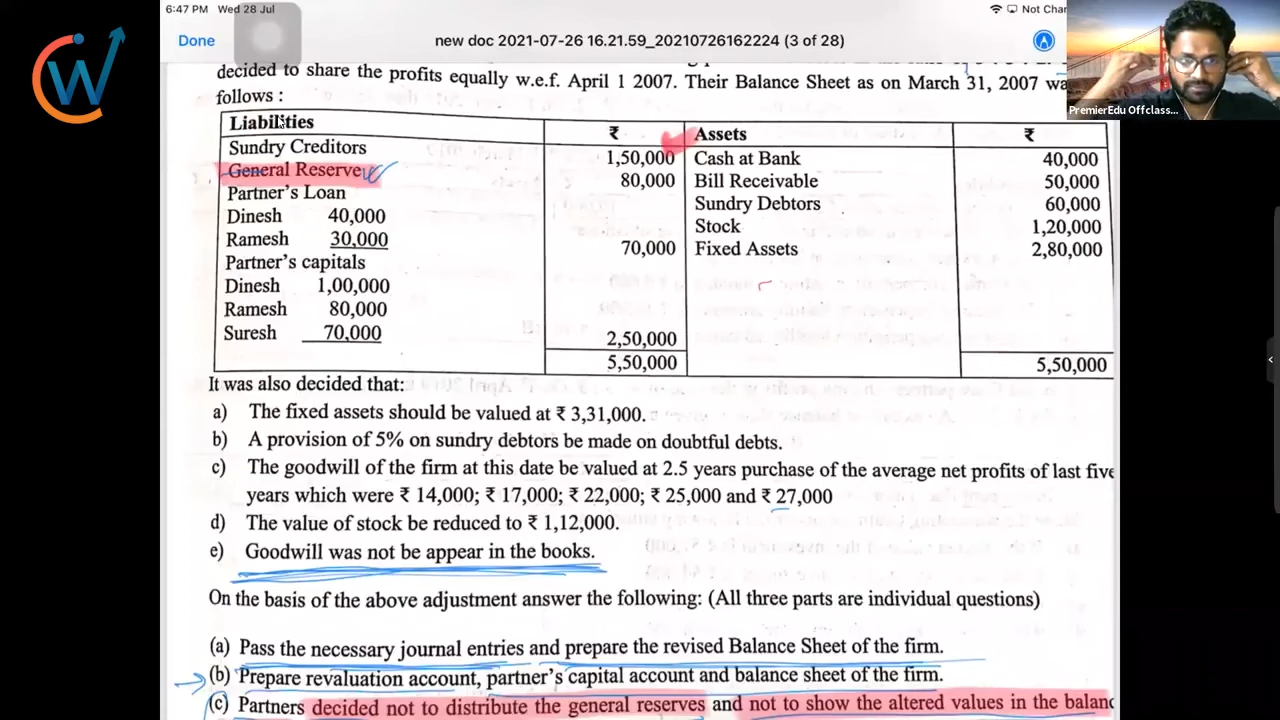 6:47 PM Wed 28 Jul
Not Char
W
Done
new doc 2021-07-26 16.21.59_20210726162224 (3 of 28)
PremierEdu Offclass...
decided to share the profits equally w.e.f. April 1 2007. Their Balance Sheet as on March 31, 2007 wa
follows :
Liabilities ₹ Assets ₹
Sundry Creditors 1,50,000 Cash at Bank 40,000
General Reserve 80,000 Bill Receivable 50,000
Partner's Loan Sundry Debtors 60,000
Dinesh 40,000 Stock 1,20,000
Ramesh 30,000 70,000 Fixed Assets 2,80,000
Partner's capitals
Dinesh 1,00,000
Ramesh 80,000
Suresh 70,000 2,50,000
5,50,000 5,50,000
It was also decided that:
a) The fixed assets should be valued at ₹ 3,31,000.
b) A provision of 5% on sundry debtors be made on doubtful debts.
c) The goodwill of the firm at this date be valued at 2.5 years purchase of the average net profits of last five
years which were ₹ 14,000; ₹ 17,000; ₹ 22,000; ₹ 25,000 and ₹ 27,000
d) The value of stock be reduced to ₹ 1,12,000.
e) Goodwill was not be appear in the books.
On the basis of the above adjustment answer the following: (All three parts are individual questions)
(a) Pass the necessary journal entries and prepare the revised Balance Sheet of the firm.
(b) Prepare revaluation account, partner's capital account and balance sheet of the firm.
(c) Partners decided not to distribute the general reserves and not to show the altered values in the balanc